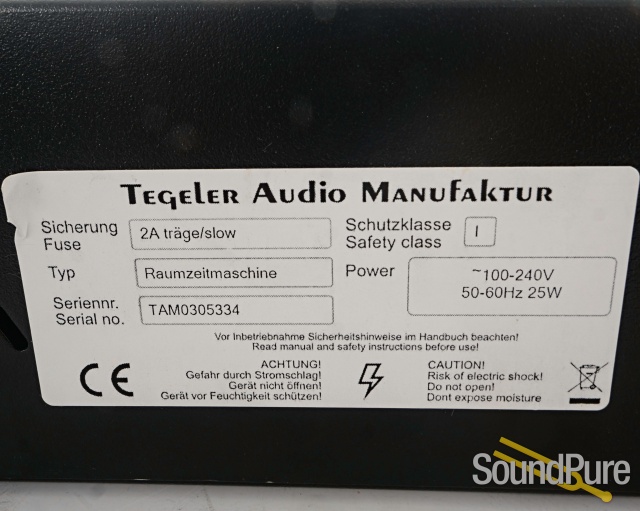 Tegeler Audio Manufaktur
Sicherung
Fuse
2A träge/slow
Schutzklasse
Safety class
I
Typ
Raumzeitmaschine
Power
~100-240V
50-60Hz 25W
Seriennr.
Serial no.
TAM0305334
Vor Inbetriebnahme Sicherheitshinweise im Handbuch beachten!
Read manual and safety instructions before use!
CE
ACHTUNG!
Gefahr durch Stromschlag!
Gerät nicht öffnen!
Gerät vor Feuchtigkeit schützen!
CAUTION!
Risk of electric shock!
Do not open!
Dont expose moisture
SoundPure